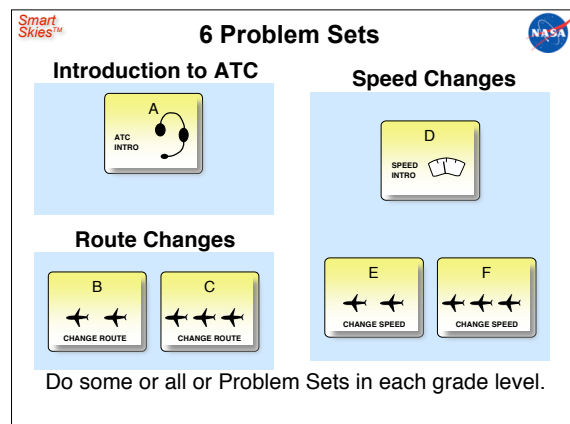 Smart
Skies™
6 Problem Sets
NASA
Introduction to ATC
A
ATC
INTRO
Route Changes
B
CHANGE ROUTE
C
CHANGE ROUTE
Speed Changes
D
SPEED
INTRO
E
CHANGE SPEED
F
CHANGE SPEED
Do some or all or Problem Sets in each grade level.